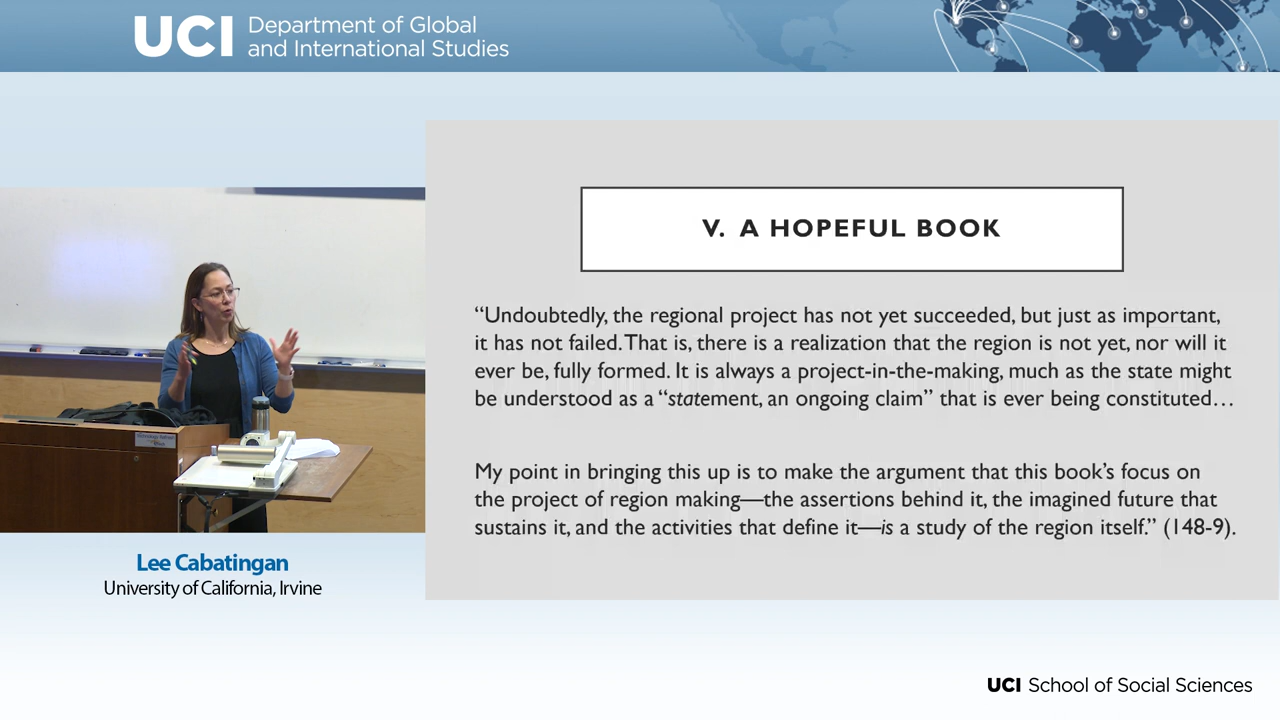 UCI Department of Global
and International Studies
V. A HOPEFUL BOOK
“Undoubtedly, the regional project has not yet succeeded, but just as important,
it has not failed. That is, there is a realization that the region is not yet, nor will it
ever be, fully formed. It is always a project-in-the-making, much as the state might
be understood as a “statement, an ongoing claim” that is ever being constituted…
My point in bringing this up is to make the argument that this book’s focus on
the project of region making—the assertions behind it, the imagined future that
sustains it, and the activities that define it—is a study of the region itself.” (148-9).
Lee Cabatingan
University of California, Irvine
UCI School of Social Sciences